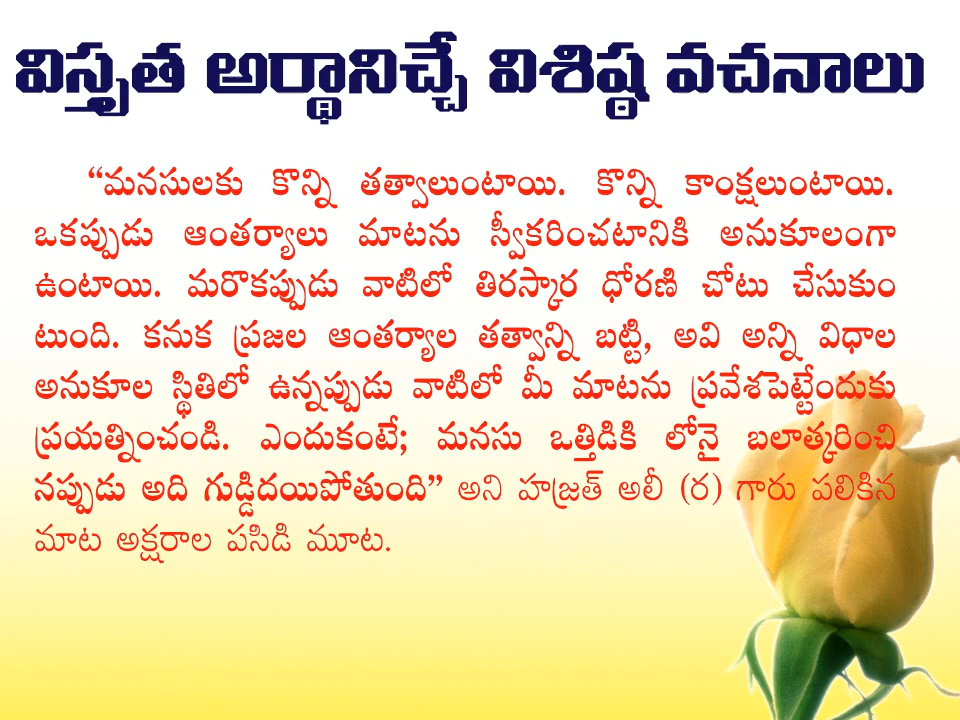 విస్తృత అర్థానిచ్చే విశిష్ఠ వచనాలు
“మనసులకు కొన్ని తత్వాలుంటాయి. కొన్ని కాంక్షలుంటాయి.
ఒకప్పుడు ఆంతర్యాలు మాటను స్వీకరించటానికి అనుకూలంగా
ఉంటాయి. మరొకప్పుడు వాటిలో తిరస్కార ధోరణి చోటు చేసుకుం
టుంది. కనుక ప్రజల ఆంతర్యాల తత్వాన్ని బట్టి, అవి అన్ని విధాల
అనుకూల స్థితిలో ఉన్నప్పుడు వాటిలో మీ మాటను ప్రవేశపెట్టేందుకు
ప్రయత్నించండి. ఎందుకంటే; మనసు ఒత్తిడికి లోనై బలాత్కరించి
నప్పుడు అది గుడ్డిదయిపోతుంది” అని హజ్రత్ అలీ (ర) గారు పలికిన
మాట అక్షరాల పసిడి మూట.